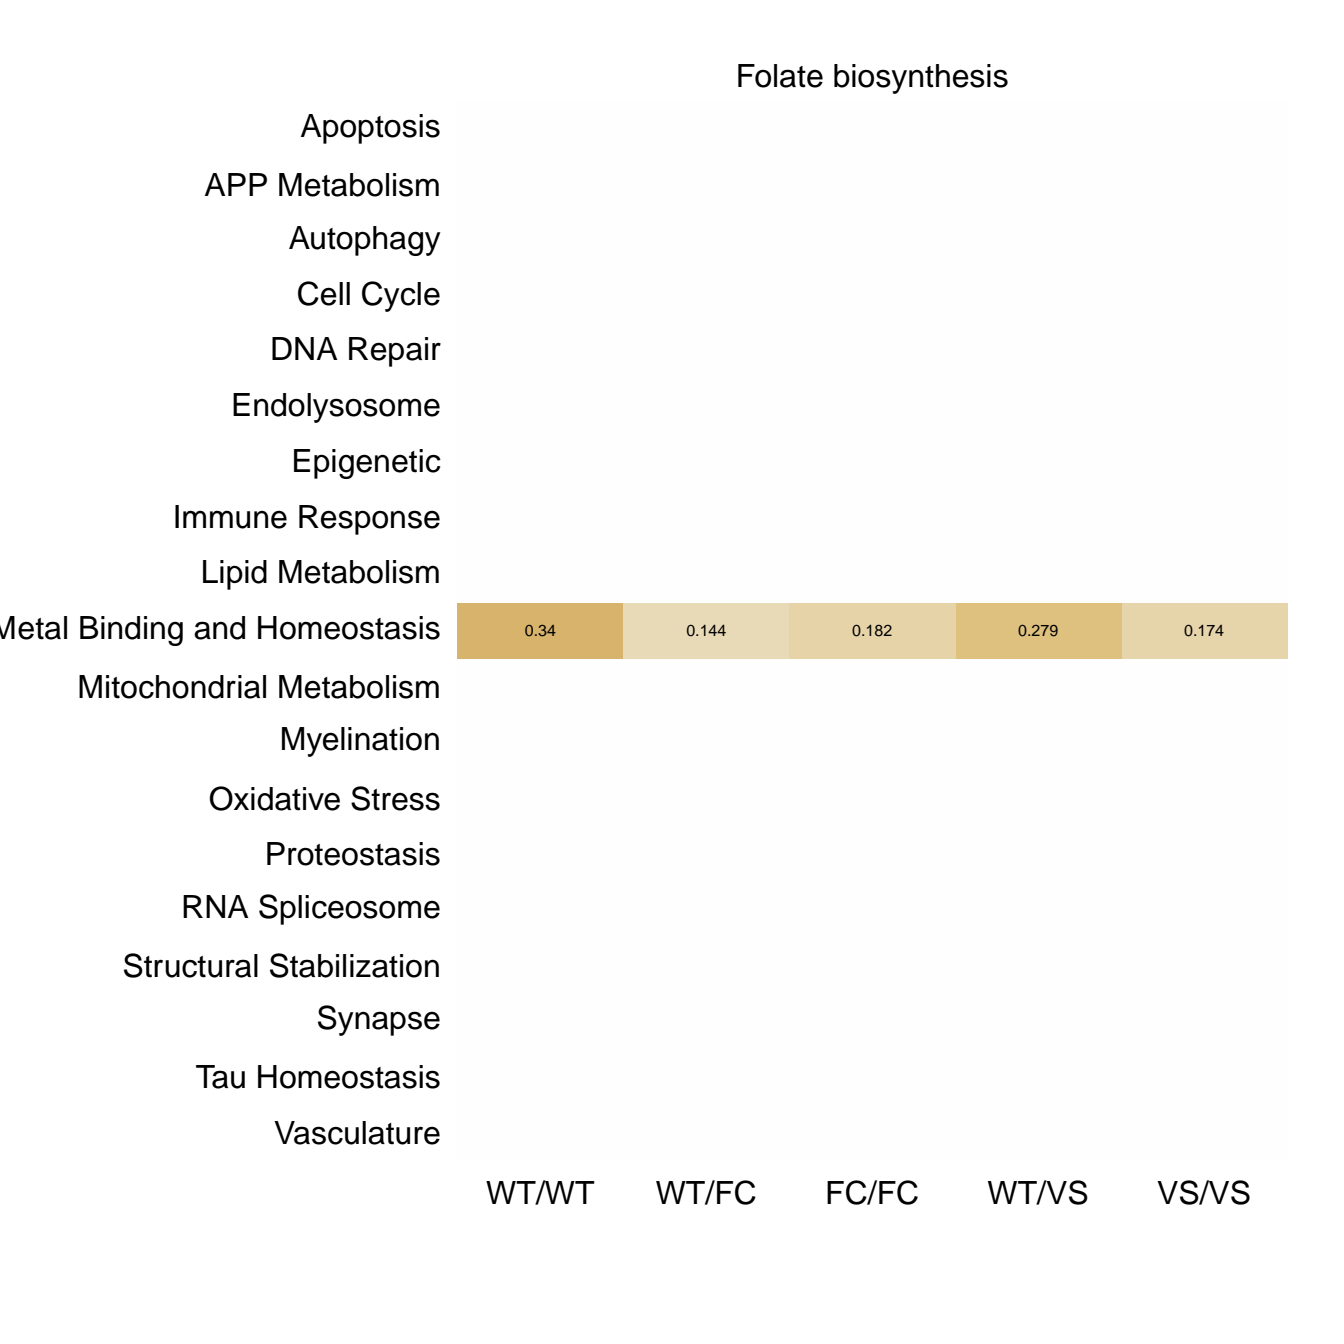 Folate biosynthesis
Apoptosis
APP Metabolism
Autophagy
Cell Cycle
DNA Repair
Endolysosome
Epigenetic
Immune Response
Lipid Metabolism
Metal Binding and Homeostasis 0.34 0.144 0.182 0.279 0.174
Mitochondrial Metabolism
Myelination
Oxidative Stress
Proteostasis
RNA Spliceosome
Structural Stabilization
Synapse
Tau Homeostasis
Vasculature
WT/WT WT/FC FC/FC WT/VS VS/VS